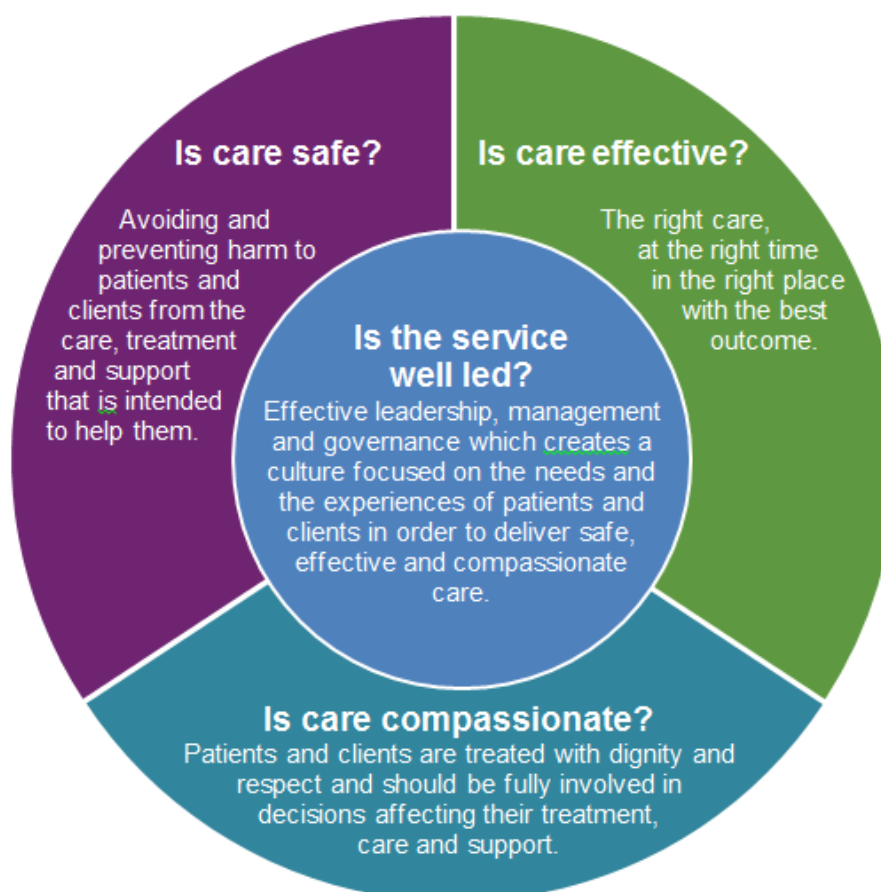 Is care safe?
Avoiding and
preventing harm to
patients and
clients from the
care, treatment
and support
that is intended
to help them.
Is care effective?
The right care,
at the right time
in the right place
with the best
outcome.
Is the service
well led?
Effective leadership, management
and governance which creates a
culture focused on the needs and
the experiences of patients and
clients in order to deliver safe,
effective and compassionate
care.
Is care compassionate?
Patients and clients are treated with dignity and
respect and should be fully involved in
decisions affecting their treatment,
care and support.